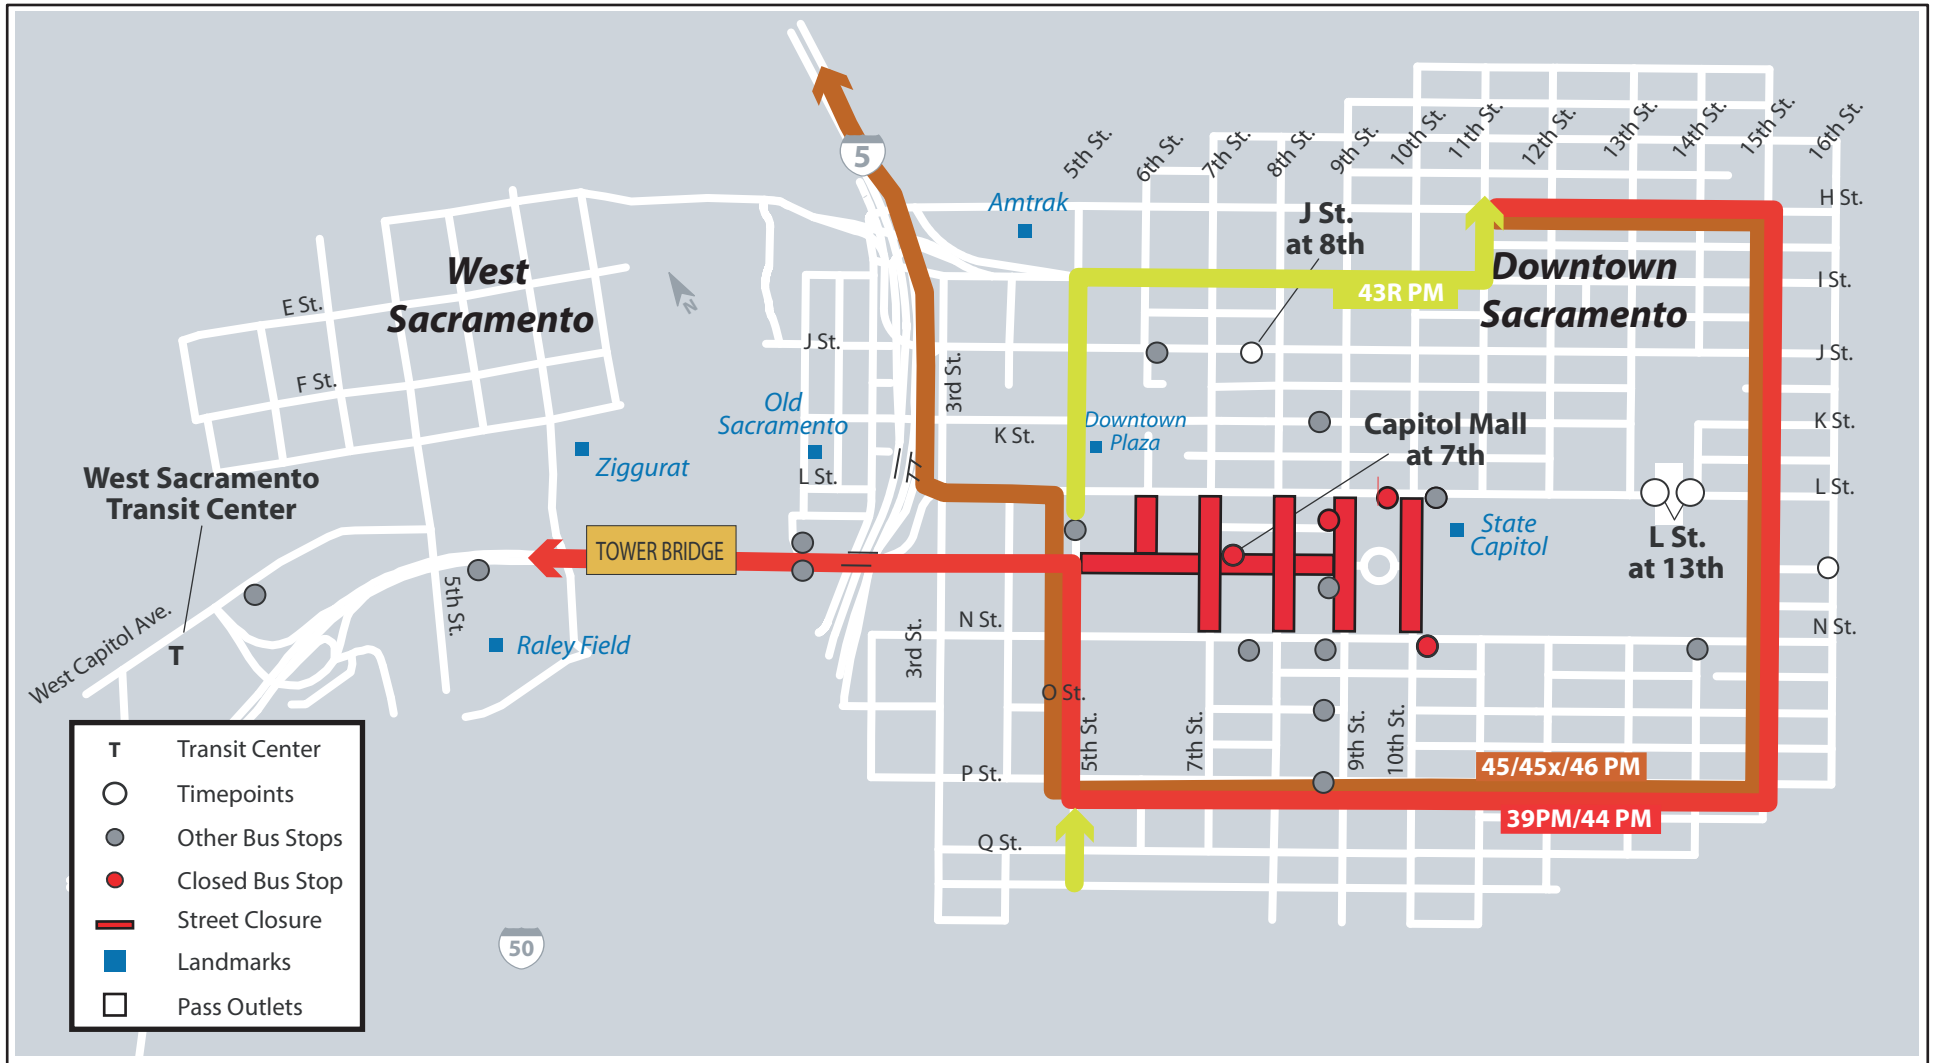 5th St.
6th St.
7th St.
8th St.
9th St.
10th St.
11th St.
12th St.
13th St.
14th St.
15th St.
16th St.
5
Amtrak
J St.
at 8th
H St.
West
Sacramento
Downtown
Sacramento
I St.
43R PM
N
E St.
F St.
J St.
3rd St.
J St.
Old
Sacramento
Downtown
Plaza
K St.
Capitol Mall
at 7th
K St.
Ziggurat
L St.
L St.
West Sacramento
Transit Center
TOWER BRIDGE
State
Capitol
L St.
at 13th
West Capitol Ave.
T
5th St.
Raley Field
3rd St.
N St.
N St.
O St.
5th St.
7th St.
9th St.
10th St.
P St.
45/45x/46 PM
39PM/44 PM
Q St.
T Transit Center
Timepoints
Other Bus Stops
Closed Bus Stop
Street Closure
Landmarks
Pass Outlets
50